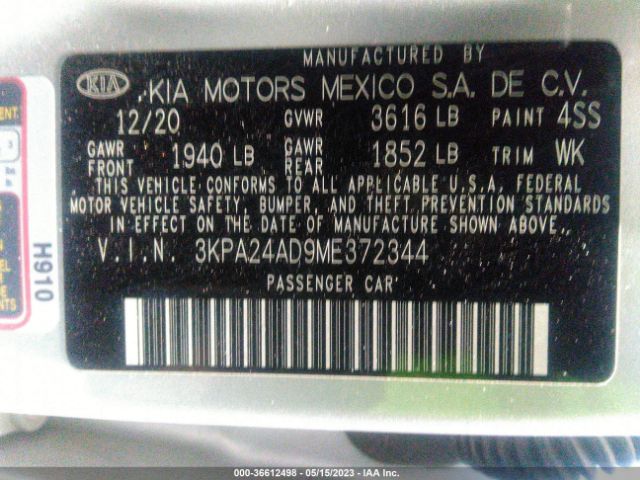 MANUFACTURED BY
KIA KIA MOTORS MEXICO S.A. DE C.V.
12/20 GVWR 3616 LB PAINT 4SS
GAWR FRONT 1940 LB GAWR REAR 1852 LB TRIM WK
THIS VEHICLE CONFORMS TO ALL APPLICABLE U.S.A. FEDERAL
MOTOR VEHICLE SAFETY, BUMPER, AND THEFT PREVENTION STANDARDS
IN EFFECT ON THE DATE OF MANUFACTURE SHOWN ABOVE.
V.I.N. 3KPA24AD9ME372344
PASSENGER CAR
H910
000-36612498 - 05/15/2023 - IAA Inc.